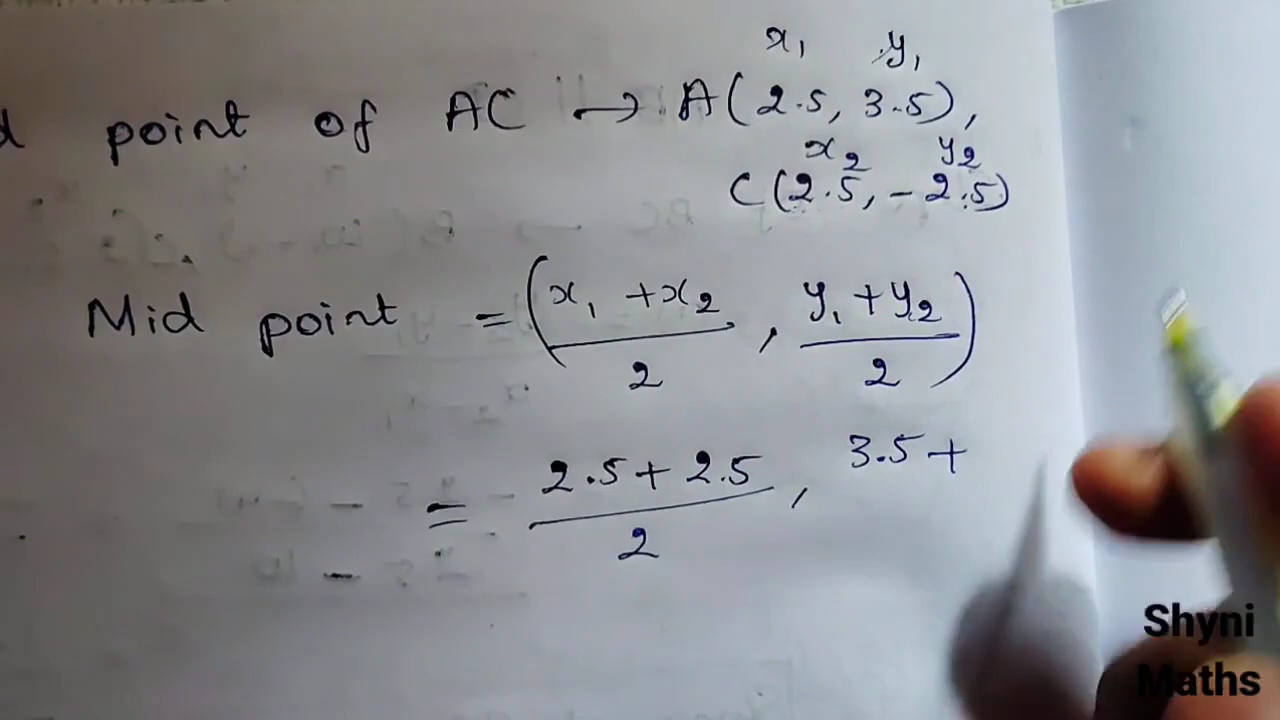 point of AC → A(2.5, 3.5),
x₁ y₁
C(2.5, -2.5)
x₂ y₂
Mid point = (x₁ + x₂ / 2, y₁ + y₂ / 2)
= 2.5 + 2.5 / 2, 3.5 +
Shyni
Maths